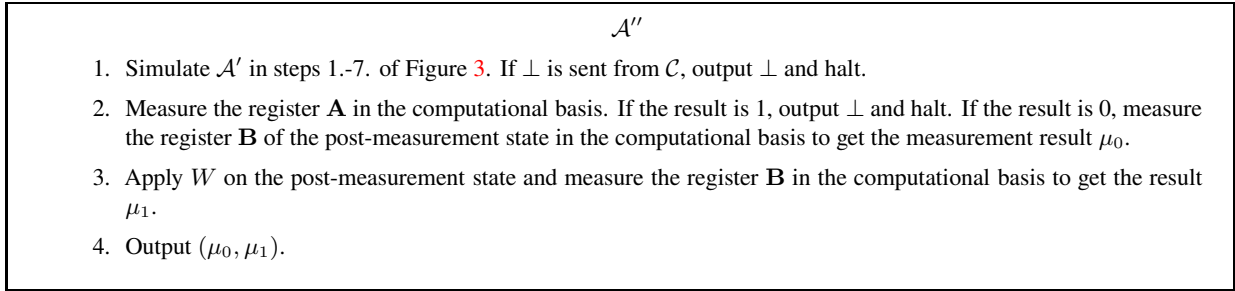 𝒜′′
1. Simulate 𝒜′ in steps 1.-7. of Figure 3. If ⊥ is sent from 𝒞, output ⊥ and halt.
2. Measure the register A in the computational basis. If the result is 1, output ⊥ and halt. If the result is 0, measure
the register B of the post-measurement state in the computational basis to get the measurement result μ₀.
3. Apply W on the post-measurement state and measure the register B in the computational basis to get the result
μ₁.
4. Output (μ₀, μ₁).